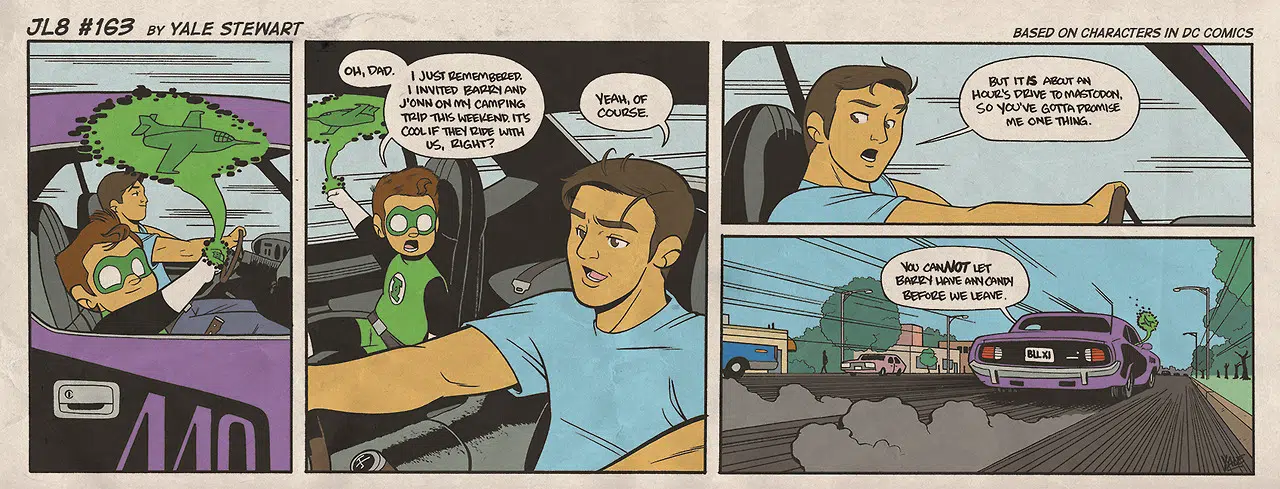 JL8 #163 BY YALE STEWART
BASED ON CHARACTERS IN DC COMICS
440
OH, DAD.
I JUST REMEMBERED.
I INVITED BARRY AND
J'ONN ON MY CAMPING
TRIP THIS WEEKEND. IT'S
COOL IF THEY RIDE WITH
US, RIGHT?
YEAH, OF
COURSE.
BUT IT IS ABOUT AN
HOUR'S DRIVE TO MASTODON,
SO YOU'VE GOTTA PROMISE
ME ONE THING.
YOU CANNOT LET
BARRY HAVE ANY CANDY
BEFORE WE LEAVE.
BLLXI